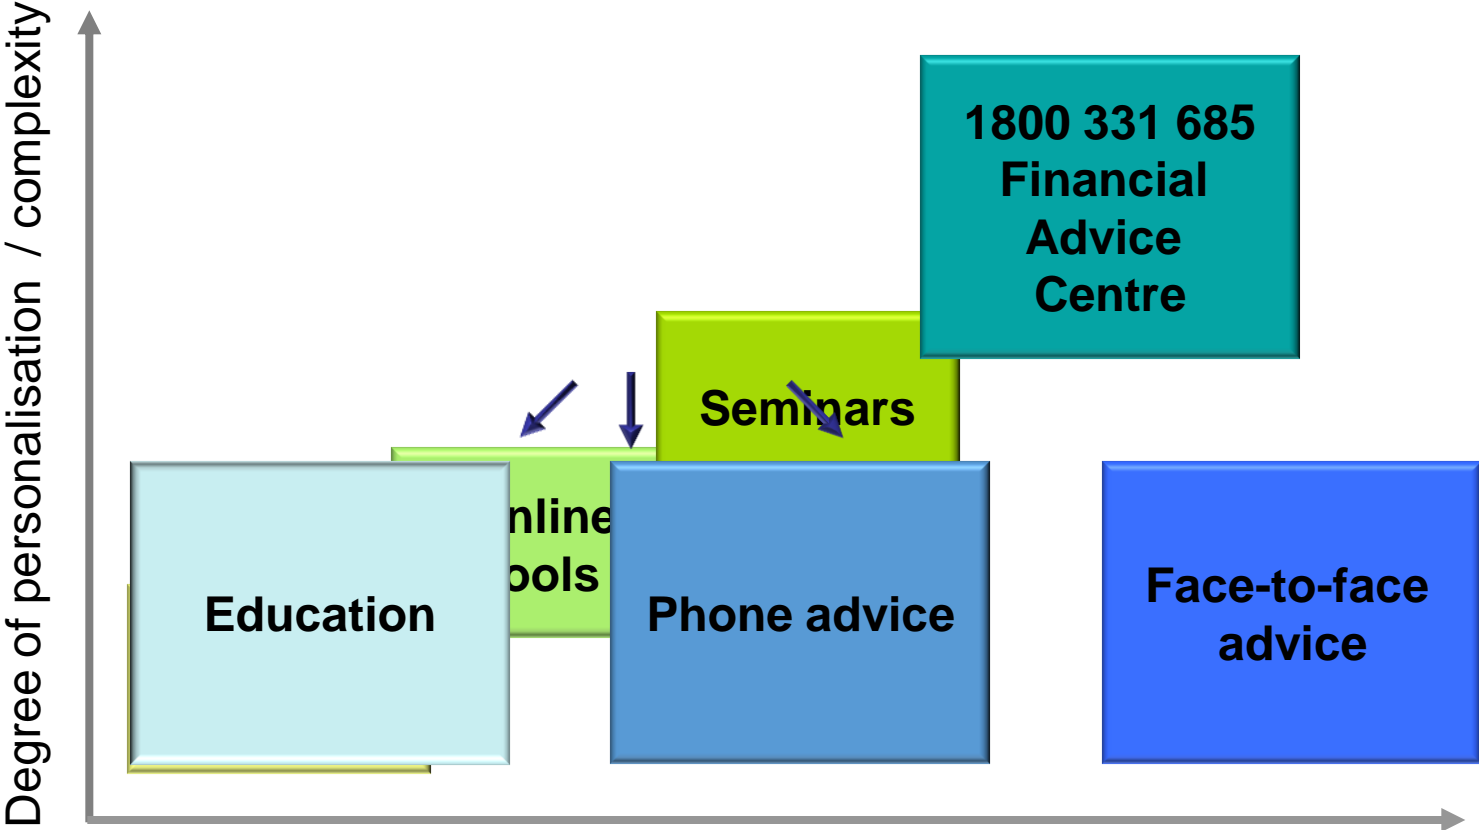 Degree of personalisation / complexity
1800 331 685
Financial
Advice
Centre
Seminars
nline
ools
Education
Phone advice
Face-to-face
advice